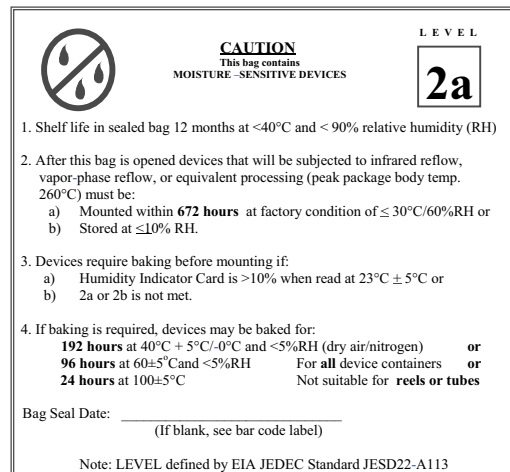 LEVEL
CAUTION
This bag contains
MOISTURE –SENSITIVE DEVICES
2a
1. Shelf life in sealed bag 12 months at <40°C and < 90% relative humidity (RH)
2. After this bag is opened devices that will be subjected to infrared reflow,
vapor-phase reflow, or equivalent processing (peak package body temp.
260°C) must be:
a) Mounted within 672 hours at factory condition of ≤ 30°C/60%RH or
b) Stored at ≤10% RH.
3. Devices require baking before mounting if:
a) Humidity Indicator Card is >10% when read at 23°C ± 5°C or
b) 2a or 2b is not met.
4. If baking is required, devices may be baked for:
192 hours at 40°C + 5°C/-0°C and <5%RH (dry air/nitrogen) or
96 hours at 60±5°Cand <5%RH For all device containers or
24 hours at 100±5°C Not suitable for reels or tubes
Bag Seal Date: ______________________________
(If blank, see bar code label)
Note: LEVEL defined by EIA JEDEC Standard JESD22-A113